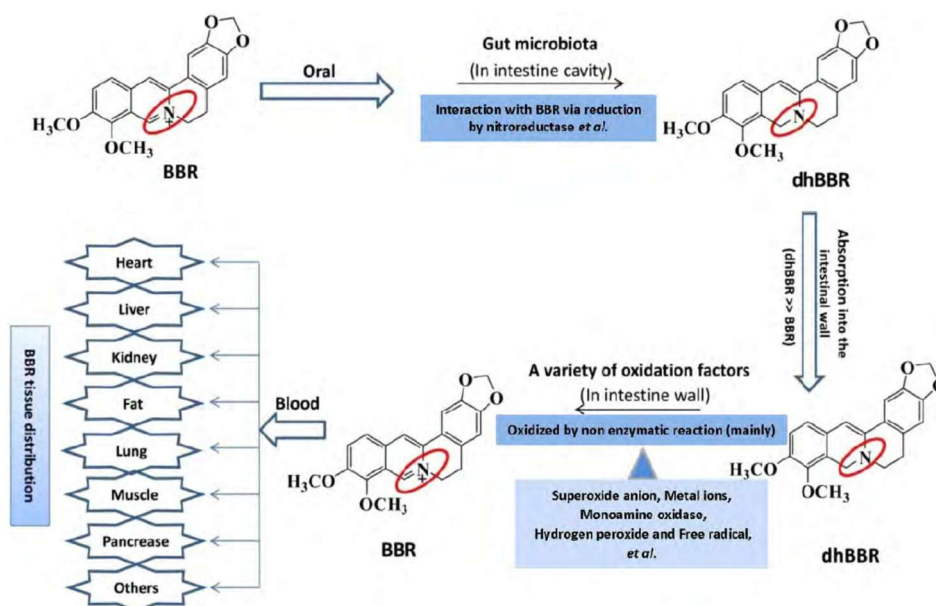 N
+
H₃CO
OCH₃
O
O
BBR
Oral
Gut microbiota
(In intestine cavity)
Interaction with BBR via reduction
by nitroreductase et al.
O
O
N
H₃CO
OCH₃
dhBBR
Absorption into the
intestinal wall
(dhBBR >> BBR)
O
O
N
H₃CO
OCH₃
dhBBR
A variety of oxidation factors
(In intestine wall)
Oxidized by non enzymatic reaction (mainly)
Superoxide anion, Metal ions,
Monoamine oxidase,
Hydrogen peroxide and Free radical,
et al.
O
O
N
+
H₃CO
OCH₃
BBR
Blood
Heart
Liver
Kidney
Fat
Lung
Muscle
Pancrease
Others
BBR tissue distribution